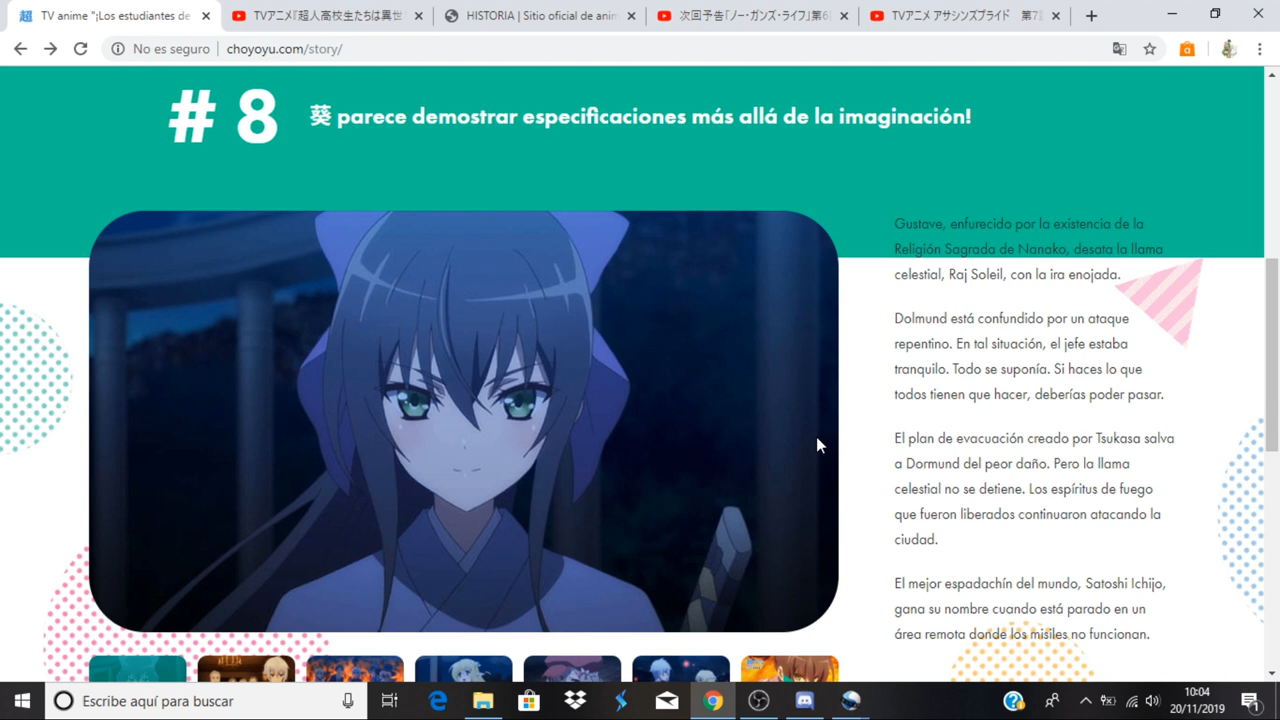 TV anime "¡Los estudiantes de
TVアニメ『超人高校生たちは異世
HISTORIA | Sitio oficial de anim
次回予告「ノー・ガンズ・ライフ」第6
TVアニメ アサシンズプライド　第7
No es seguro
choyoyu.com/story/
# 8
葵 parece demostrar especificaciones más allá de la imaginación!
Gustave, enfurecido por la existencia de la
Religión Sagrada de Nanako, desata la llama
celestial, Raj Soleil, con la ira enojada.
Dolmund está confundido por un ataque
repentino. En tal situación, el jefe estaba
tranquilo. Todo se suponía. Si haces lo que
todos tienen que hacer, deberías poder pasar.
El plan de evacuación creado por Tsukasa salva
a Dormund del peor daño. Pero la llama
celestial no se detiene. Los espíritus de fuego
que fueron liberados continuaron atacando la
ciudad.
El mejor espadachín del mundo, Satoshi Ichijo,
gana su nombre cuando está parado en un
área remota donde los misiles no funcionan.
Escribe aquí para buscar
10:04
20/11/2019